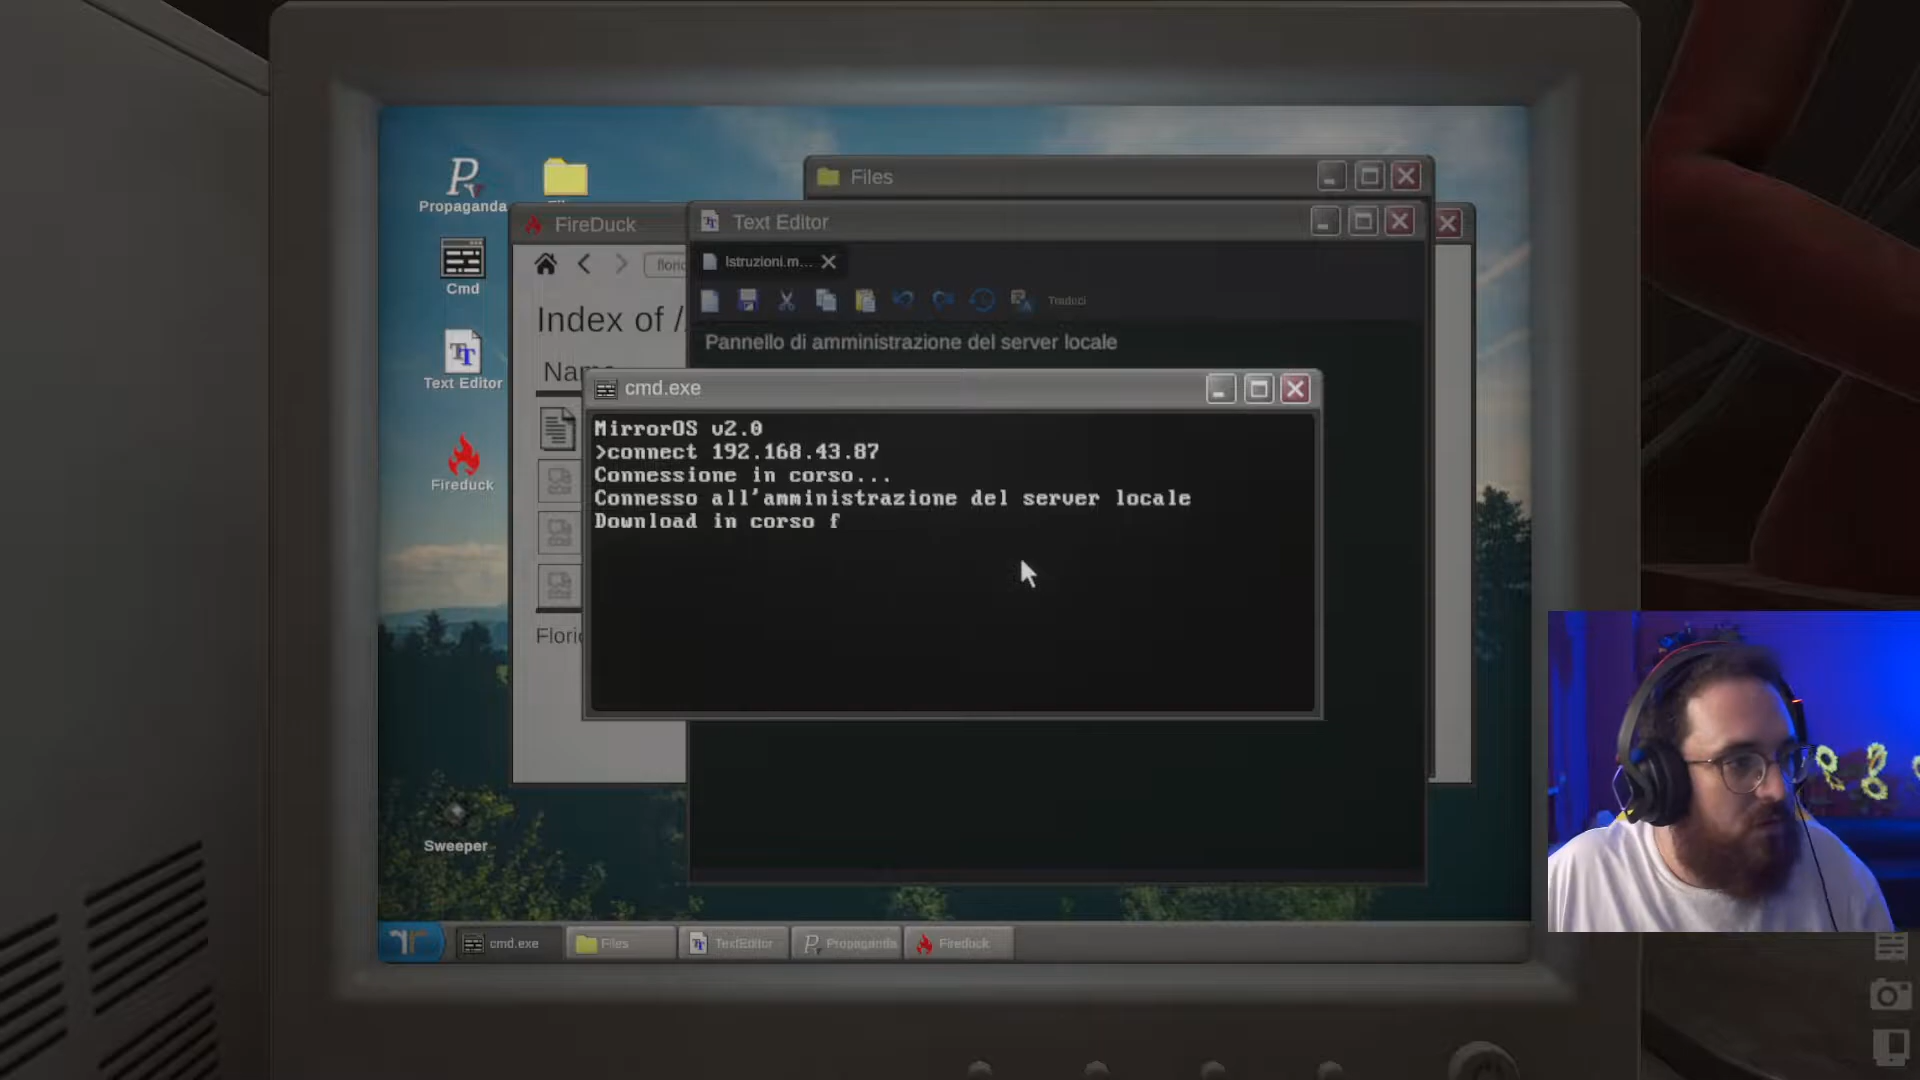 Propaganda
Cmd
Text Editor
Fireduck
Sweeper
Files
FireDuck
Text Editor
Istruzioni.m...
Traduci
Index of /
Pannello di amministrazione del server locale
cmd.exe
MirrorOS v2.0
>connect 192.168.43.87
Connessione in corso...
Connesso all'amministrazione del server locale
Download in corso f
cmd.exe
Files
TextEditor
Propaganda
Fireduck